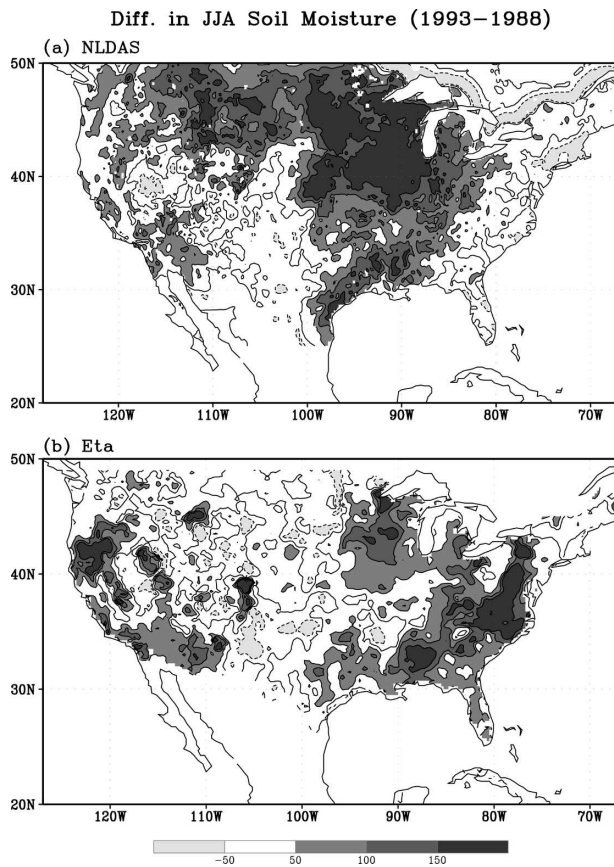 Diff. in JJA Soil Moisture (1993−1988)
(a) NLDAS
50N
40N
30N
20N
120W 110W 100W 90W 80W 70W
(b) Eta
50N
40N
30N
20N
120W 110W 100W 90W 80W 70W
−50 50 100 150